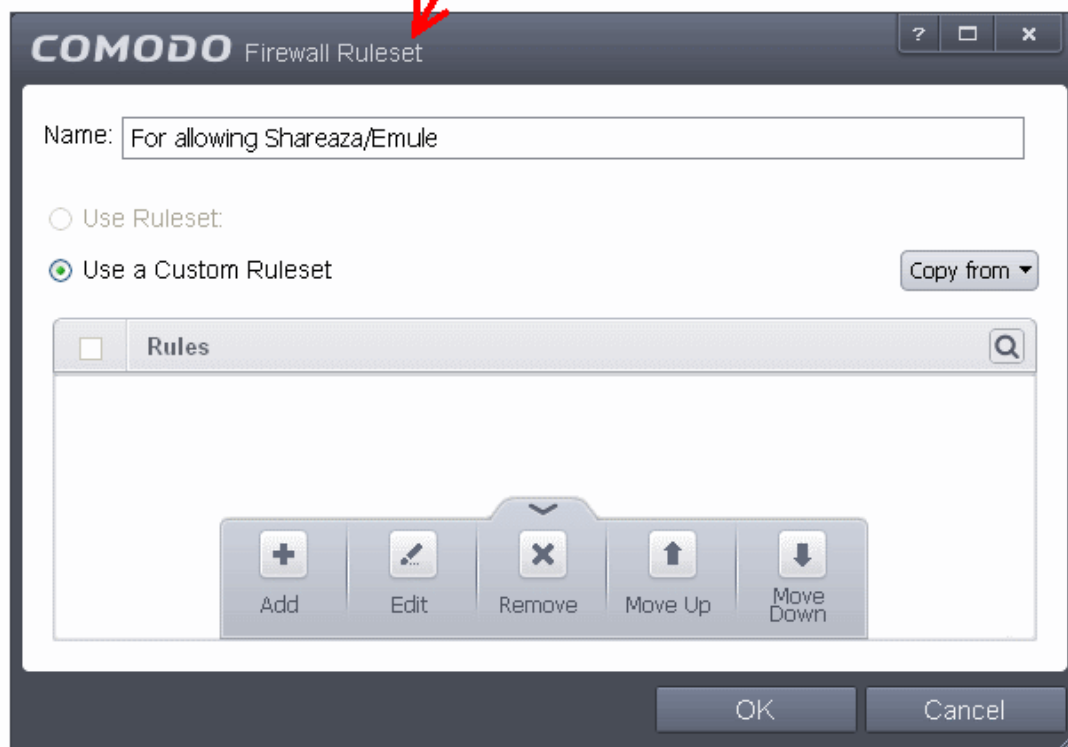 COMODO Firewall Ruleset
?
Name: For allowing Shareaza/Emule
Use Ruleset:
Use a Custom Ruleset
Copy from
Rules
Add
Edit
Remove
Move Up
Move
Down
OK
Cancel